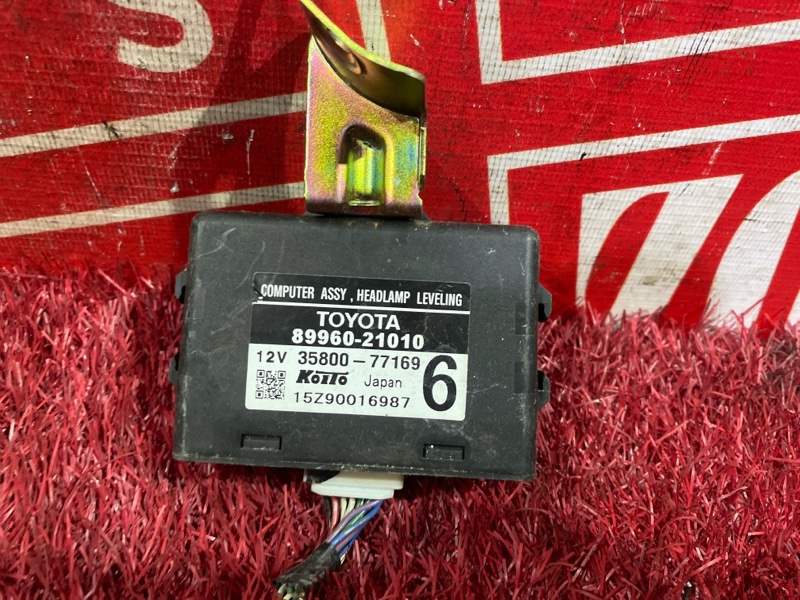 COMPUTER ASSY , HEADLAMP LEVELING
TOYOTA
89960-21010
12V 35800-77169 6
KOITO Japan
15Z90016987